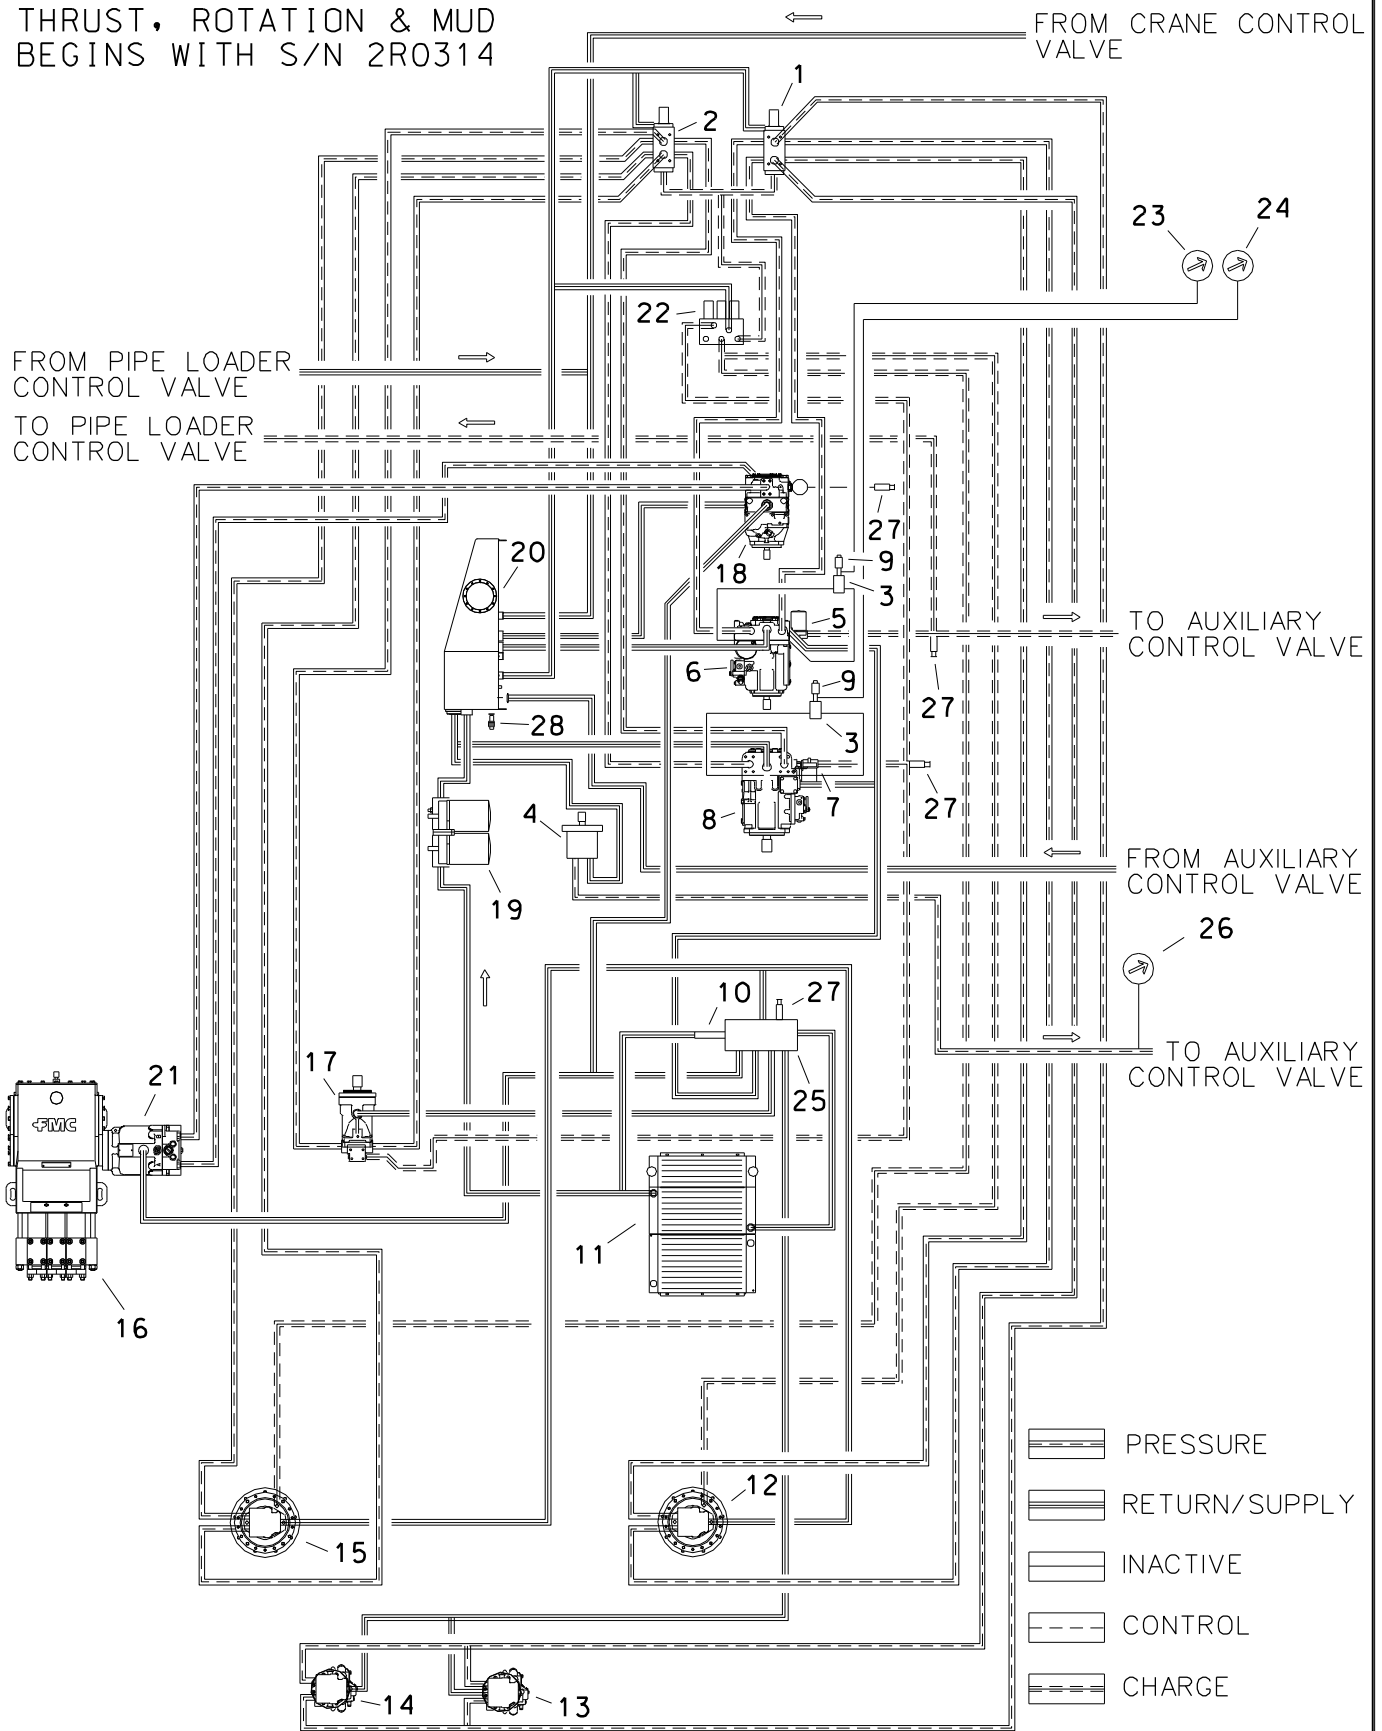 THRUST, ROTATION & MUD
BEGINS WITH S/N 2R0314
FROM CRANE CONTROL
VALVE
1
2
23
24
22
FROM PIPE LOADER
CONTROL VALVE
TO PIPE LOADER
CONTROL VALVE
27
20
18
9
3
5
TO AUXILIARY
CONTROL VALVE
6
9
27
28
3
7
27
4
8
FROM AUXILIARY
CONTROL VALVE
19
26
10
27
17
21
TO AUXILIARY
CONTROL VALVE
25
FMC
11
16
PRESSURE
12
RETURN/SUPPLY
15
INACTIVE
CONTROL
14
13
CHARGE